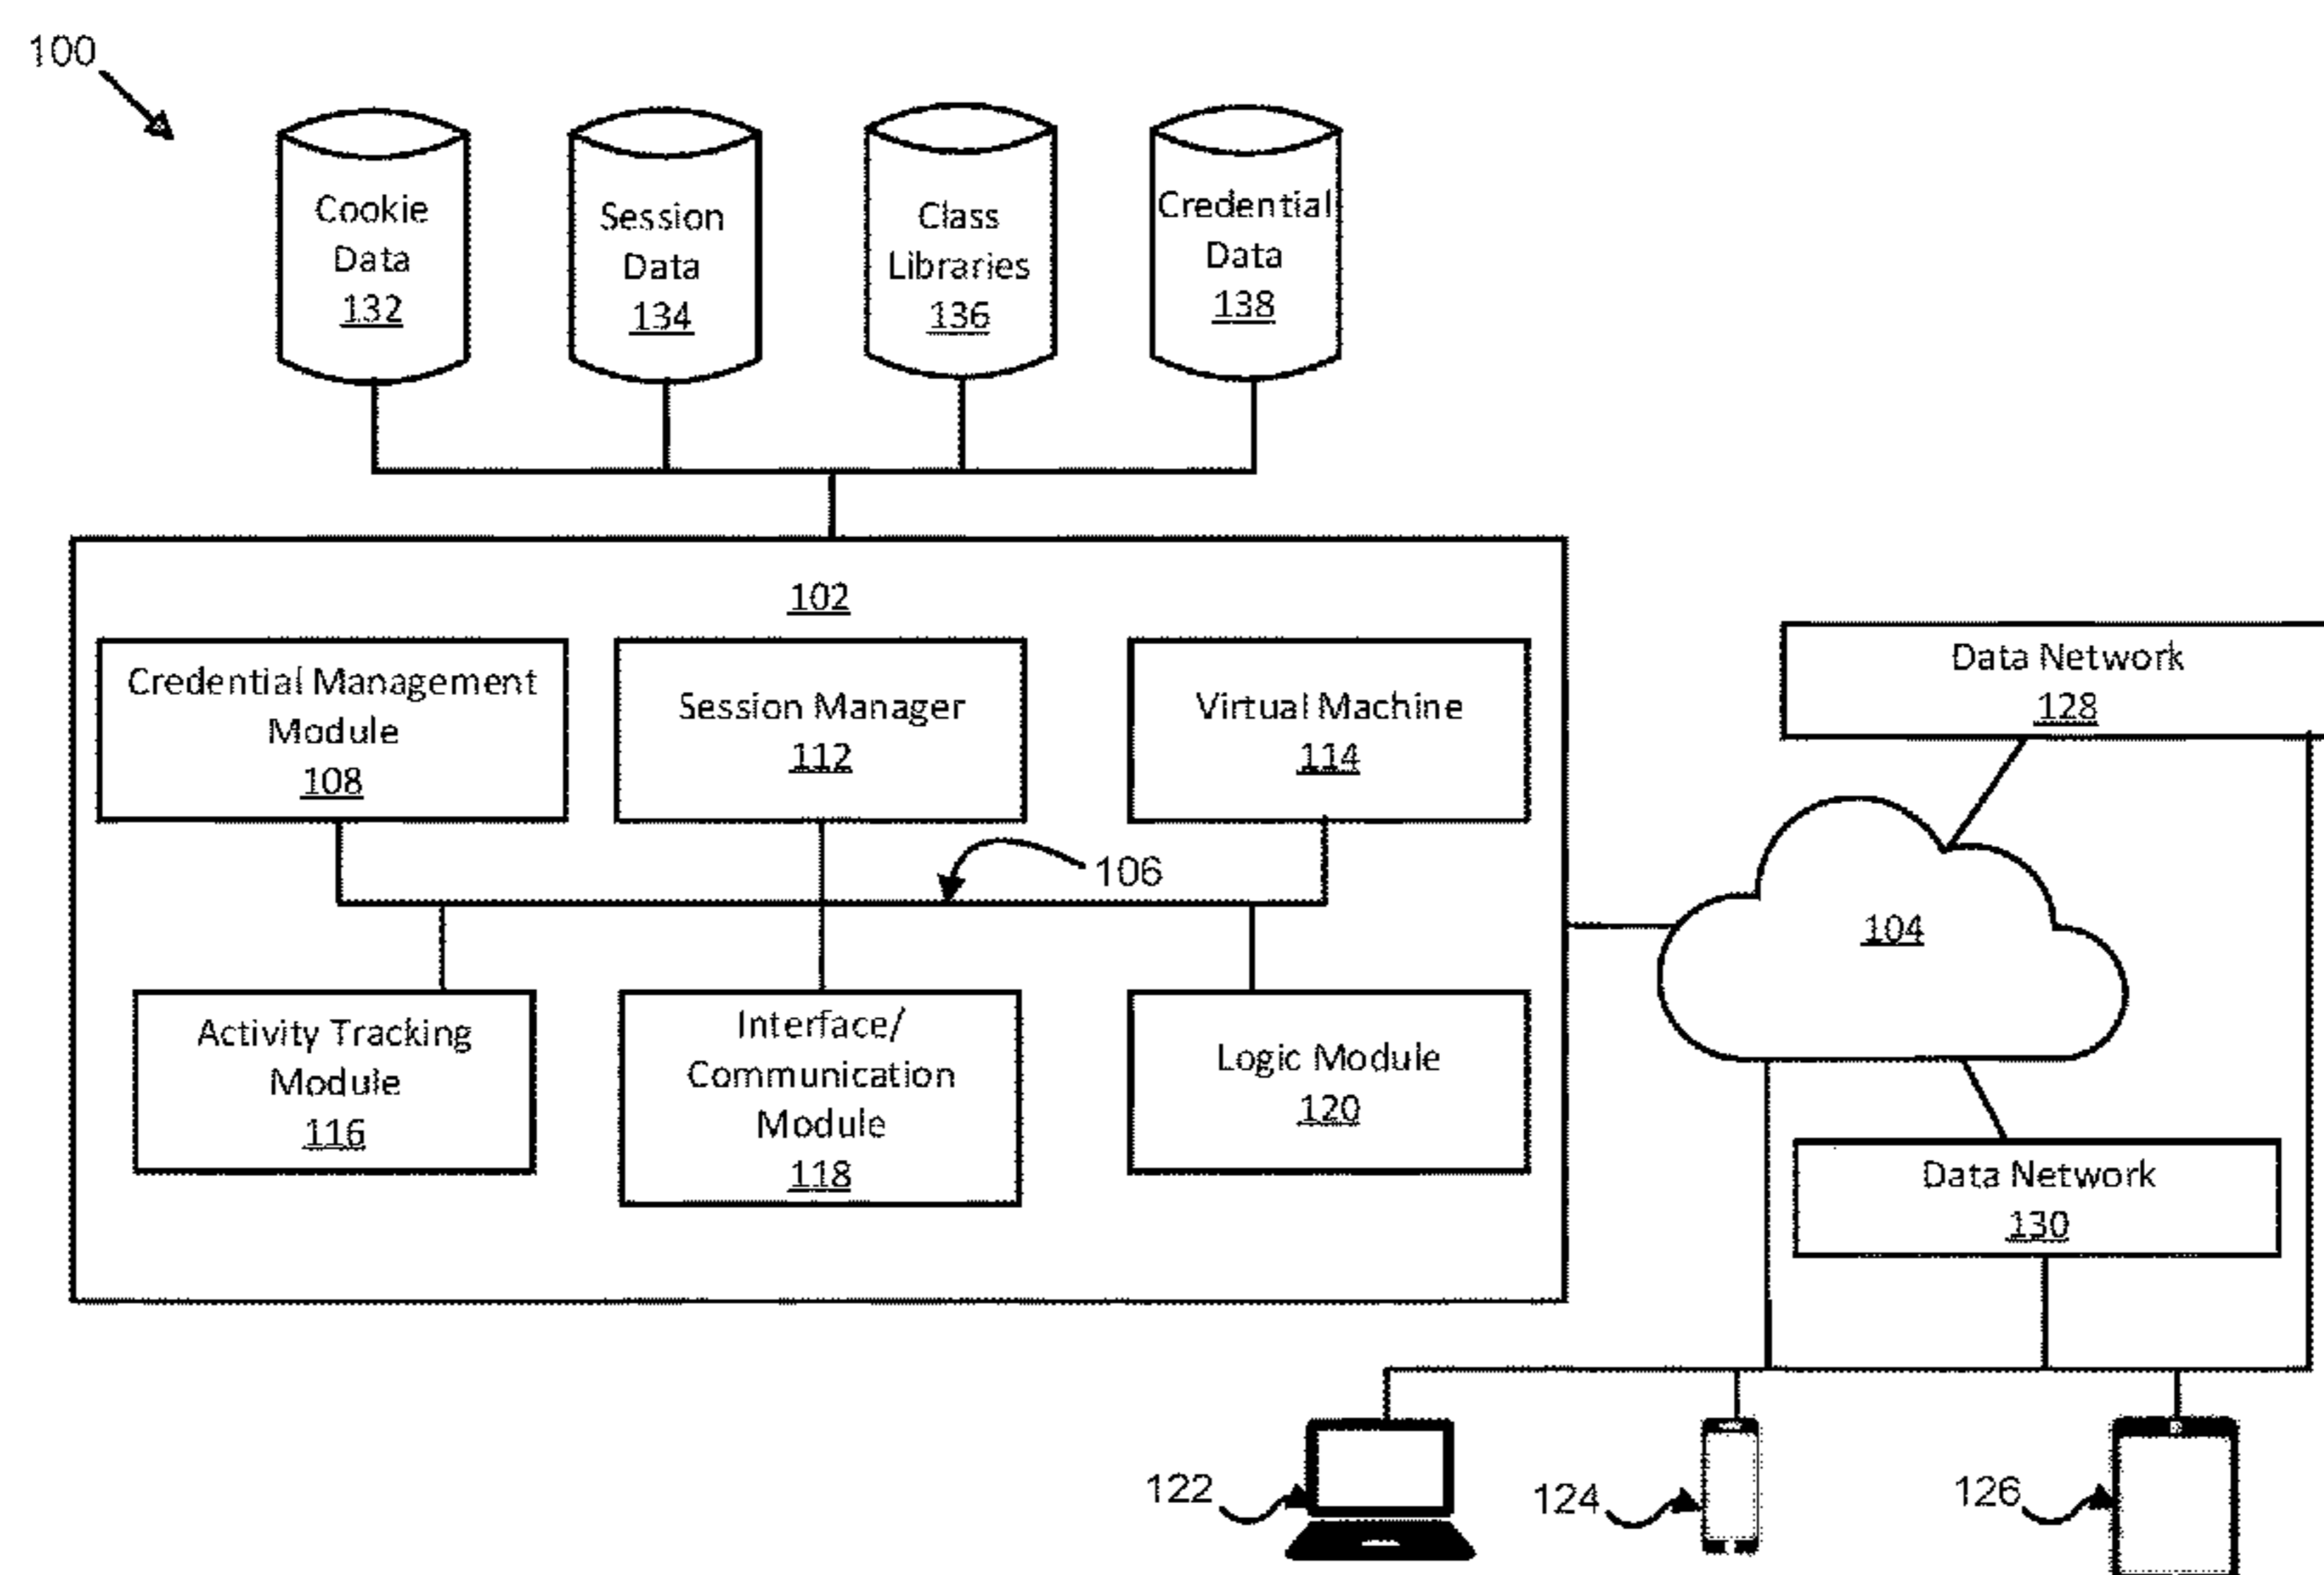 100
Cookie
Data
132
Session
Data
134
Class
Libraries
136
Credential
Data
138
102
Credential Management
Module
108
Session Manager
112
Virtual Machine
114
106
Activity Tracking
Module
116
Interface/
Communication
Module
118
Logic Module
120
104
Data Network
128
Data Network
130
122
124
126